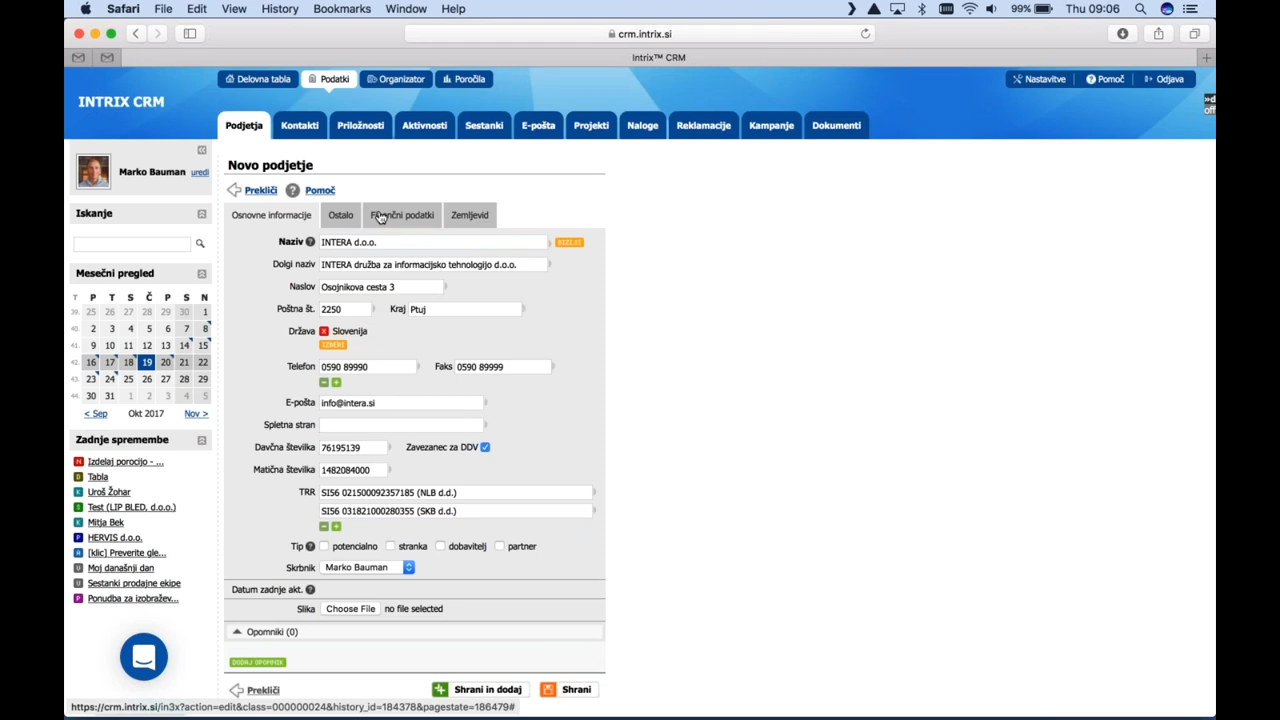 Safari File Edit View History Bookmarks Window Help 99% Thu 09:06
crm.intrix.si
Intrix™ CRM
Delovna tabla Podatki Organizator Poročila Nastavitve Pomoč Odjava
INTRIX CRM
Podjetja Kontakti Priložnosti Aktivnosti Sestanki E-pošta Projekti Naloge Reklamacije Kampanje Dokumenti
Marko Bauman uredi
Iskanje
Mesečni pregled
T P T S Č P S N
39. 25 26 27 28 29 30 1
40. 2 3 4 5 6 7 8
41. 9 10 11 12 13 14 15
42. 16 17 18 19 20 21 22
43. 23 24 25 26 27 28 29
44. 30 31 1 2 3 4 5
< Sep Okt 2017 Nov >
Zadnje spremembe
N Izdelaj porocijo - ...
D Tabla
K Uroš Žohar
S Test (LIP BLED, d.o.o.)
K Mitja Bek
P HERVIS d.o.o.
A [klic] Preverite gle...
U Moj današnji dan
U Sestanki prodajne ekipe
P Ponudba za izobražev...
Novo podjetje
Prekliči ? Pomoč
Osnovne informacije Ostalo Finančni podatki Zemljevid
Naziv INTERA d.o.o. BIZI.SI
Dolgi naziv INTERA družba za informacijsko tehnologijo d.o.o.
Naslov Osojnikova cesta 3
Poštna št. 2250 Kraj Ptuj
Država x Slovenija
IZBERI
Telefon 0590 89990 Faks 0590 89999
E-pošta info@intera.si
Spletna stran
Davčna številka 76195139 Zavezanec za DDV
Matična številka 1482084000
TRR SI56 021500092357185 (NLB d.d.)
SI56 031821000280355 (SKB d.d.)
Tip potencialno stranka dobavitelj partner
Skrbnik Marko Bauman
Datum zadnje akt.
Slika Choose File no file selected
Opomniki (0)
DODAJ OPOMNIK
Prekliči Shrani in dodaj Shrani
https://crm.intrix.si/in3x?action=edit&class=000000024&history_id=184378&pagestate=186479#